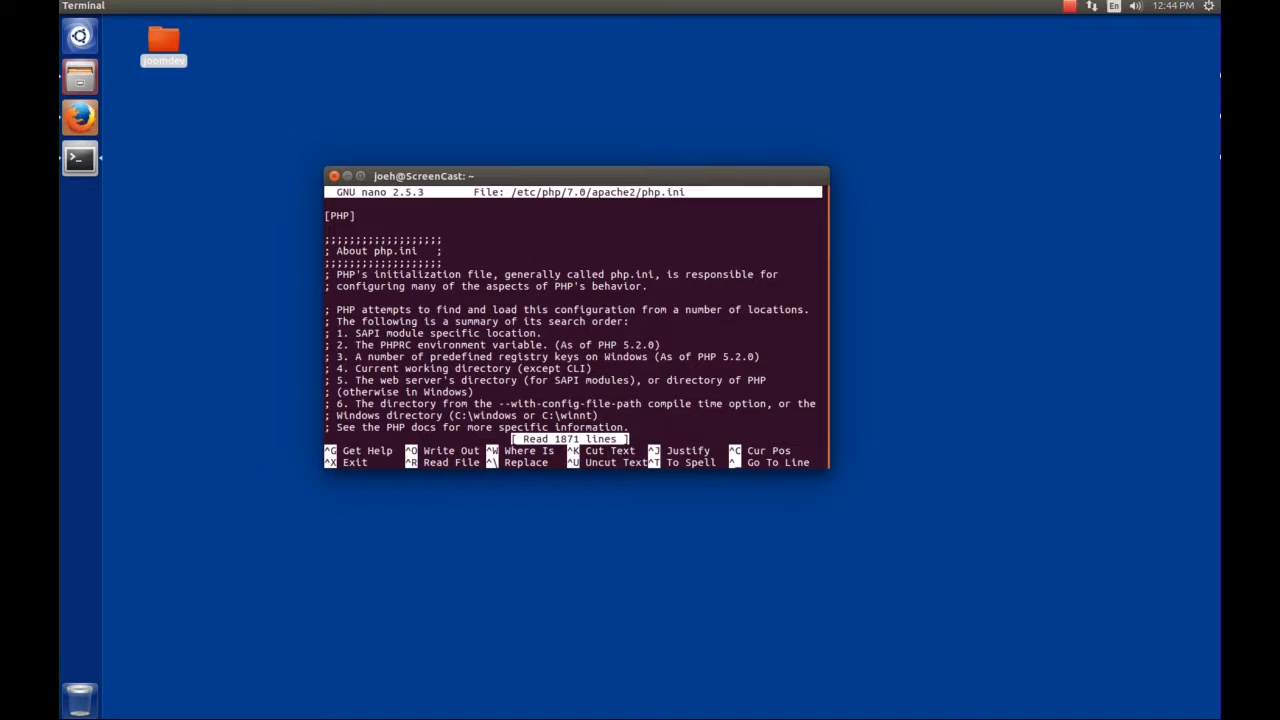 Terminal
En
12:44 PM
joomdev
joeh@ScreenCast: ~
GNU nano 2.5.3 File: /etc/php/7.0/apache2/php.ini
[PHP]
;;;;;;;;;;;;;;;;;;;
; About php.ini   ;
;;;;;;;;;;;;;;;;;;;
; PHP's initialization file, generally called php.ini, is responsible for
; configuring many of the aspects of PHP's behavior.
; PHP attempts to find and load this configuration from a number of locations.
; The following is a summary of its search order:
; 1. SAPI module specific location.
; 2. The PHPRC environment variable. (As of PHP 5.2.0)
; 3. A number of predefined registry keys on Windows (As of PHP 5.2.0)
; 4. Current working directory (except CLI)
; 5. The web server's directory (for SAPI modules), or directory of PHP
; (otherwise in Windows)
; 6. The directory from the --with-config-file-path compile time option, or the
; Windows directory (C:\windows or C:\winnt)
; See the PHP docs for more specific information.
[ Read 1871 lines ]
^G Get Help ^O Write Out ^W Where Is ^K Cut Text ^J Justify ^C Cur Pos
^X Exit ^R Read File ^\ Replace ^U Uncut Text ^T To Spell ^_ Go To Line